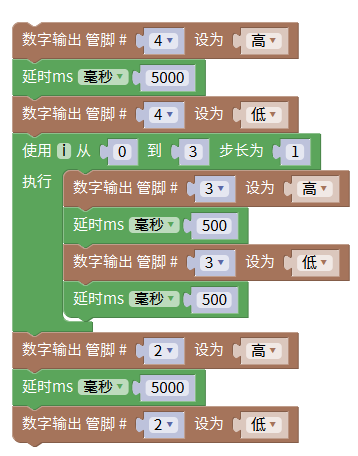 数字输出 管脚 # 4 设为 高
延时ms 毫秒 5000
数字输出 管脚 # 4 设为 低
使用 i 从 0 到 3 步长为 1
执行 数字输出 管脚 # 3 设为 高
延时ms 毫秒 500
数字输出 管脚 # 3 设为 低
延时ms 毫秒 500
数字输出 管脚 # 2 设为 高
延时ms 毫秒 5000
数字输出 管脚 # 2 设为 低